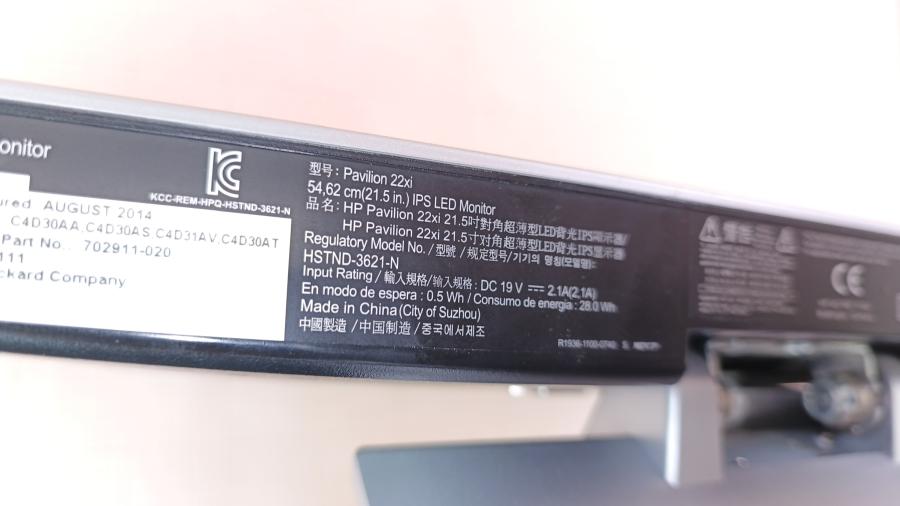 onitor
KC
KCC-REM-HPQ-HSTND-3621-N
ured AUGUST 2014
C4D30AA,C4D30AS,C4D31AV,C4D30AT
Part No.: 702911-020
111
ckard Company
型号: Pavilion 22xi
54,62 cm(21.5 in.) IPS LED Monitor
品名: HP Pavilion 22xi 21.5吋對角超薄型LED背光IPS顯示器/
HP Pavilion 22xi 21.5寸对角超薄型LED背光IPS显示器/
Regulatory Model No. / 型號 / 规定型号/기기의 명칭(모델명):
HSTND-3621-N
Input Rating / 輸入規格/输入规格: DC 19 V ⎓ 2.1A(2,1A)
En modo de espera : 0.5 Wh / Consumo de energia : 28.0 Wh
Made in China(City of Suzhou)
中國製造 /中国制造 /중국에서제조
R1936-1100-0740
CE